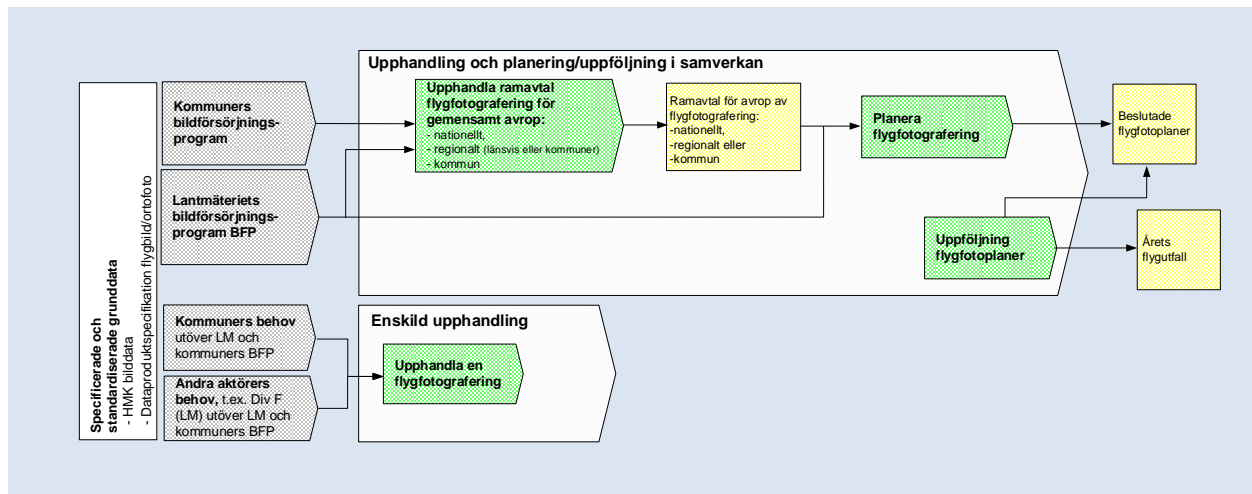 Specificerade och
standardiserade grunddata
- HMK bilddata
- Dataproduktspecifikation flygbild/ortofoto
Kommuners
bildförsörjnings-
program
Lantmäteriets
bildförsörjnings-
program BFP
Upphandling och planering/uppföljning i samverkan
Upphandla ramavtal
flygfotografering för
gemensamt avrop:
- nationellt,
- regionalt (länsvis eller kommuner)
- kommun
Ramavtal för avrop av
flygfotografering:
-nationellt,
-regionalt eller
-kommun
Planera
flygfotografering
Beslutade
flygfotoplaner
Uppföljning
flygfotoplaner
Årets
flygutfall
Kommuners behov
utöver LM och
kommuners BFP
Andra aktörers
behov, t.ex. Div F
(LM) utöver LM och
kommuners BFP
Enskild upphandling
Upphandla en
flygfotografering